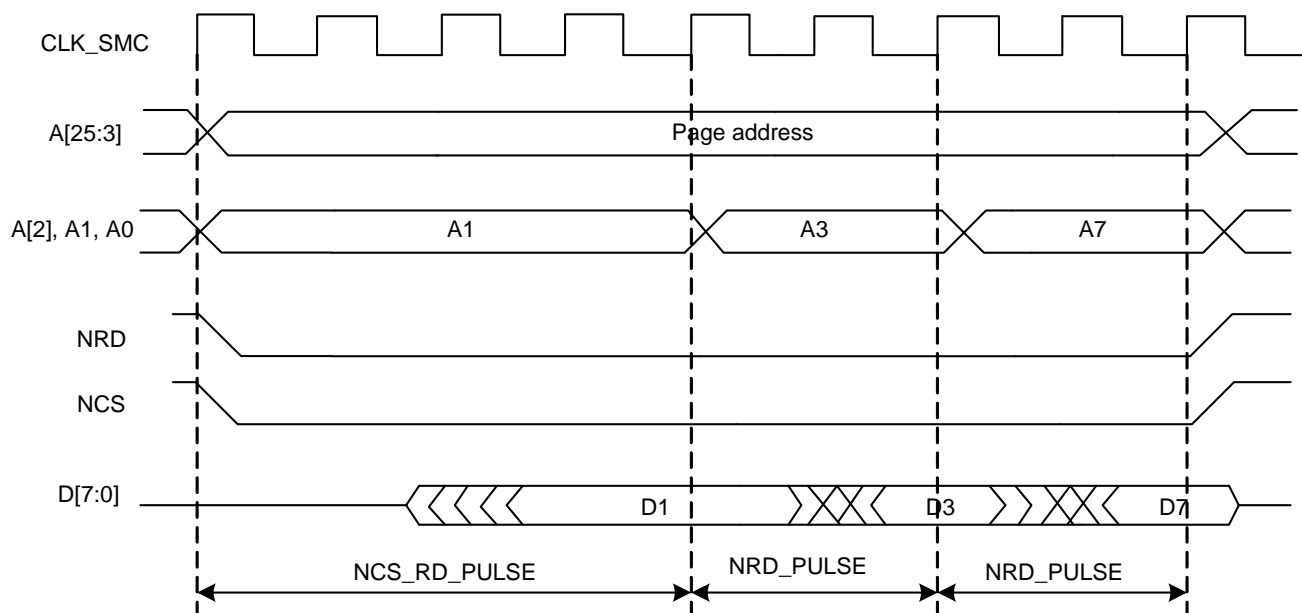 CLK_SMC
A[25:3]
Page address
A[2], A1, A0
A1
A3
A7
NRD
NCS
D[7:0]
D1
D3
D7
NCS_RD_PULSE
NRD_PULSE
NRD_PULSE